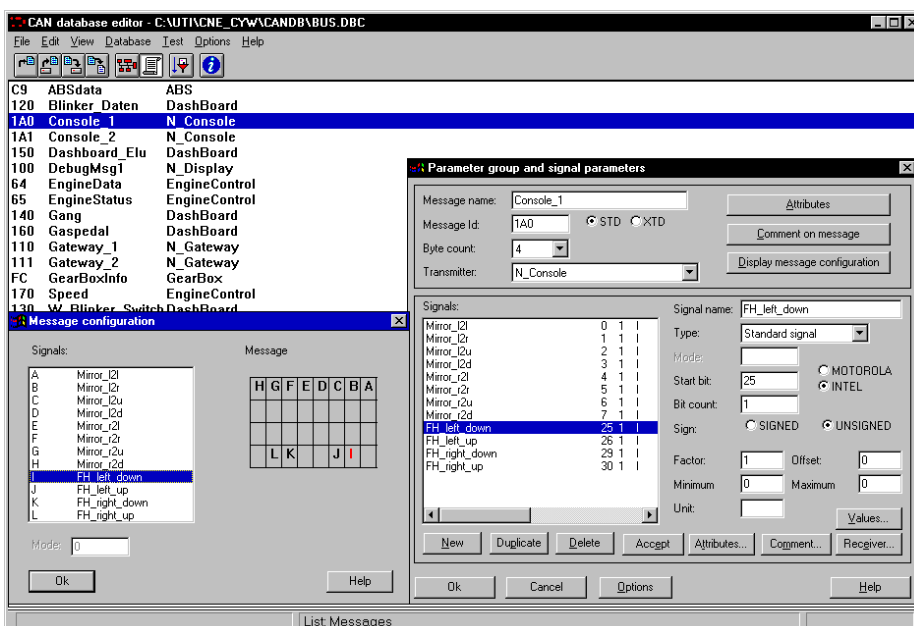 CAN database editor - C:\UTI\CNE_CYW\CANDB\BUS.DBC
File Edit View Database Test Options Help
C9 ABSdata ABS
120 Blinker_Daten DashBoard
1A0 Console_1 N_Console
1A1 Console_2 N_Console
150 Dashboard_Elu DashBoard
100 DebugMsg1 N_Display
64 EngineData EngineControl
65 EngineStatus EngineControl
140 Gang DashBoard
160 Gaspedal DashBoard
110 Gateway_1 N_Gateway
111 Gateway_2 N_Gateway
FC GearBoxInfo GearBox
170 Speed EngineControl
130 W_Blinker_Switch DashBoard
Message configuration
Signals:
Message
A Mirror_l2l
B Mirror_l2r
C Mirror_l2u
D Mirror_l2d
E Mirror_r2l
F Mirror_r2r
G Mirror_r2u
H Mirror_r2d
I FH_left_down
J FH_left_up
K FH_right_down
L FH_right_up
H G F E D C B A
L K J I
Mode: 0
Ok Help
Parameter group and signal parameters
Message name: Console_1
Message Id: 1A0 STD XTD
Byte count: 4
Transmitter: N_Console
Attributes
Comment on message
Display message configuration
Signals:
Mirror_l2l 0 1 I
Mirror_l2r 1 1 I
Mirror_l2u 2 1 I
Mirror_l2d 3 1 I
Mirror_r2l 4 1 I
Mirror_r2r 5 1 I
Mirror_r2u 6 1 I
Mirror_r2d 7 1 I
FH_left_down 25 1 I
FH_left_up 26 1 I
FH_right_down 29 1 I
FH_right_up 30 1 I
Signal name: FH_left_down
Type: Standard signal
Mode:
MOTOROLA
Start bit: 25 INTEL
Bit count: 1
Sign: SIGNED UNSIGNED
Factor: 1 Offset: 0
Minimum 0 Maximum 0
Unit:
Values...
New Duplicate Delete Accept Attributes... Comment... Receiver...
Ok Cancel Options Help
List Messages